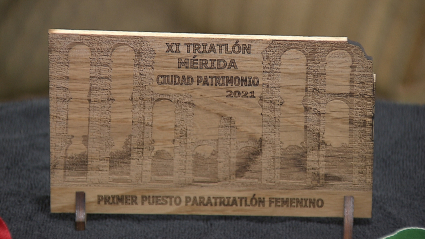 XI TRIATLÓN
MÉRIDA
CIUDAD PATRIMONIO
2021
PRIMER PUESTO PARATRIATLÓN FEMENINO